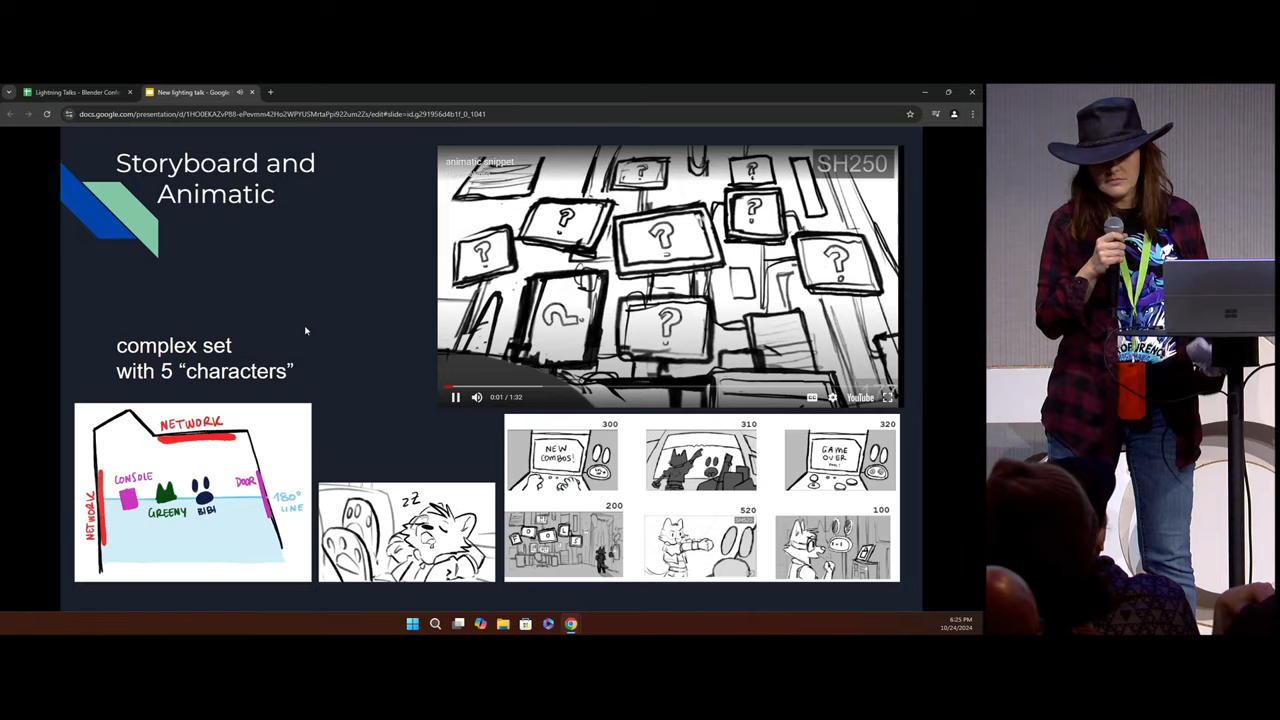 Lightning Talks - Blender Conf
New lighting talk - Google
docs.google.com/presentation/d/1HO0EKAZvP88-ePevmm42Ho2WPYUSMrtaPpi922um2Zs/edit#slide=id.g291956d4b1f_0_1041
Storyboard and
Animatic
complex set
with 5 “characters”
animatic snippet
SH250
?
?
?
?
?
?
?
?
?
0:01 / 1:32
YouTube
NETWORK
CONSOLE
DOOR
NETWORK
GREENY
BIBI
180°
LINE
zZ
300
310
320
NEW
COMBOS!
GAME
OVER
200
520
100
6:25 PM
10/24/2024